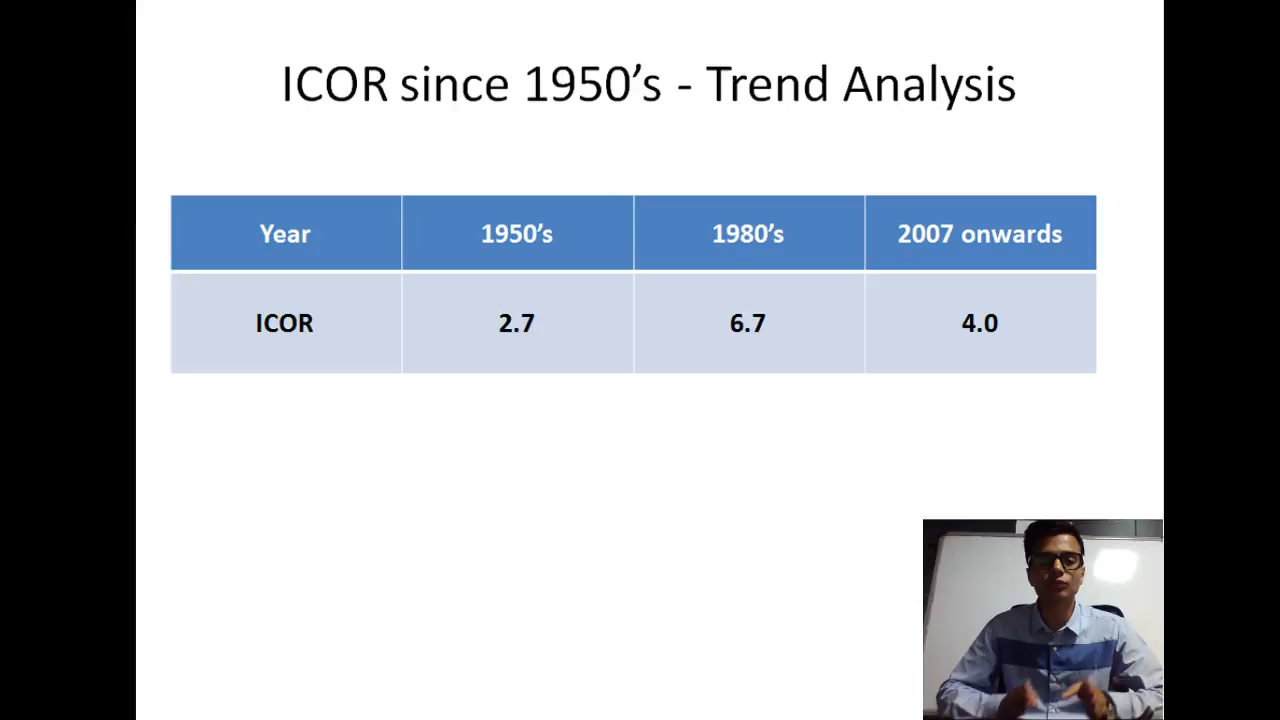 ICOR since 1950’s - Trend Analysis
Year 1950’s 1980’s 2007 onwards
ICOR 2.7 6.7 4.0